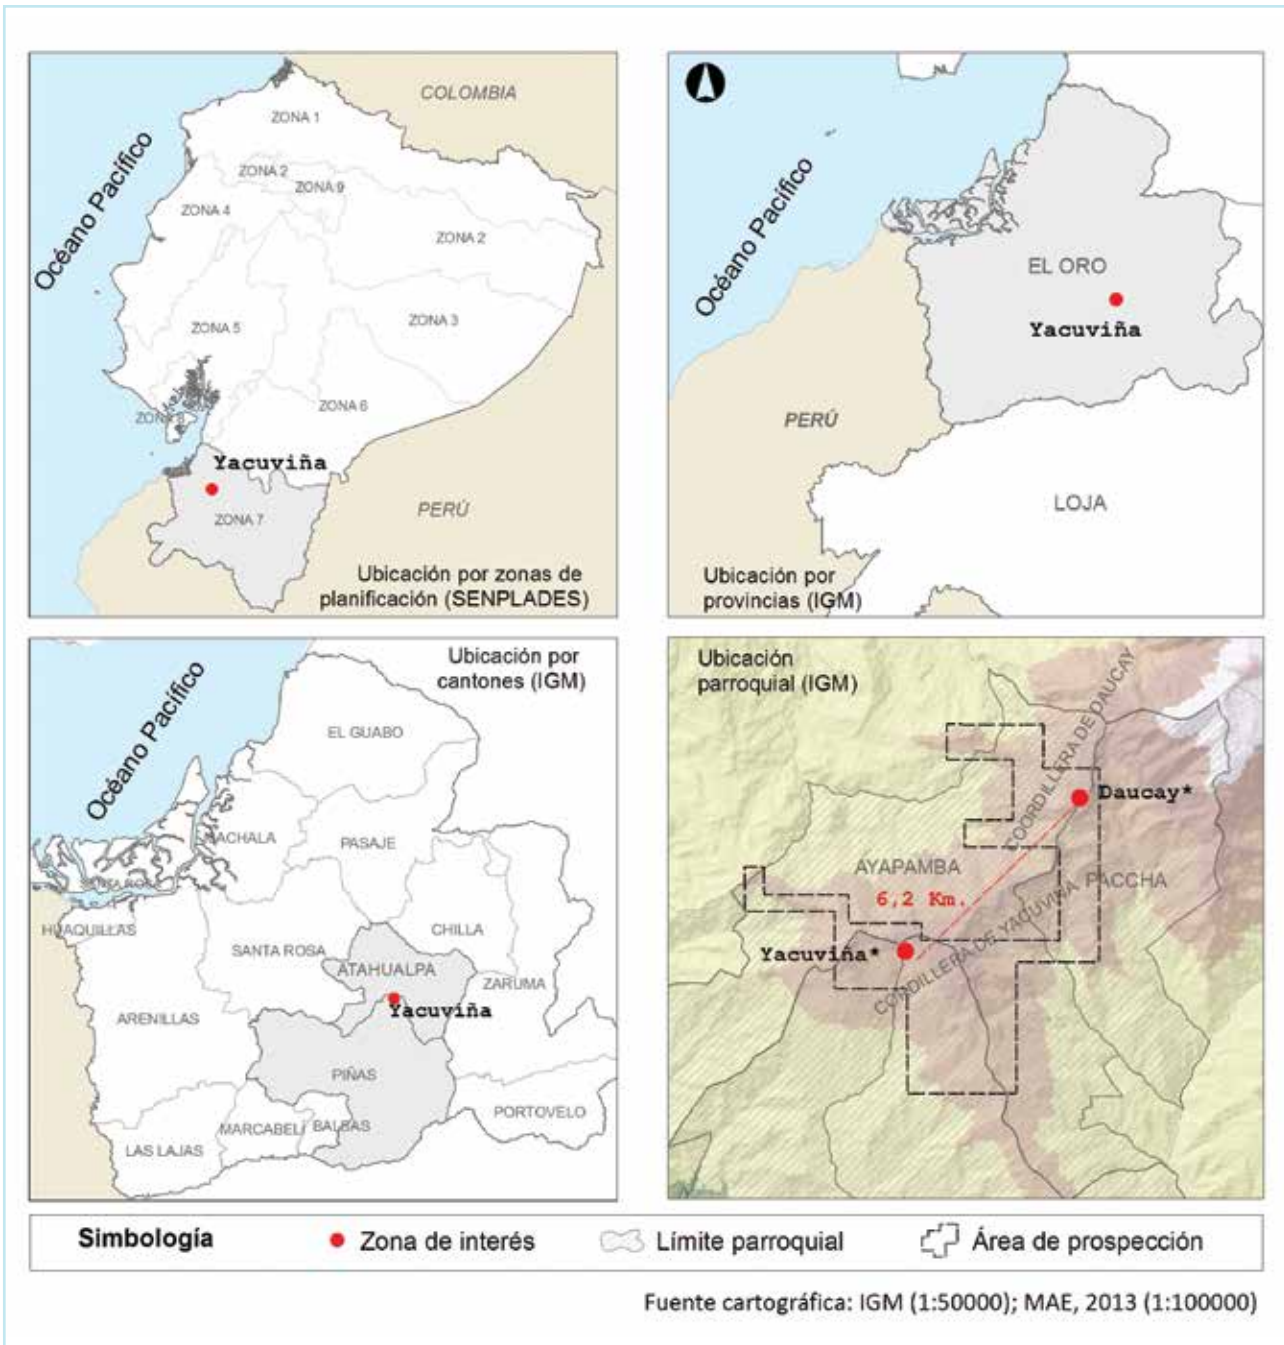 COLOMBIA
ZONA 1
Océano Pacífico
ZONA 2
ZONA 9
ZONA 4
ZONA 2
ZONA 3
ZONA 5
ZONA 6
ZONA 8
Yacuviña
ZONA 7
PERÚ
Ubicación por zonas de
planificación (SENPLADES)
Océano Pacífico
EL ORO
Yacuviña
PERÚ
LOJA
Ubicación por
provincias (IGM)
Ubicación por
cantones (IGM)
Océano Pacífico
EL GUABO
MACHALA
PASAJE
SANTA ROSA
HUAQUILLAS
SANTA ROSA
CHILLA
ATAHUALPA
ZARUMA
Yacuviña
ARENILLAS
PIÑAS
PORTOVELO
MARCABELÍ
BALSAS
LAS LAJAS
Ubicación
parroquial (IGM)
COORDILLERA DE DAUCAY
Daucay*
AYAPAMBA
PACCHA
6,2 Km.
Yacuviña*
CORDILLERA DE YACUVIÑA
Simbología
Zona de interés
Límite parroquial
Área de prospección
Fuente cartográfica: IGM (1:50000); MAE, 2013 (1:100000)